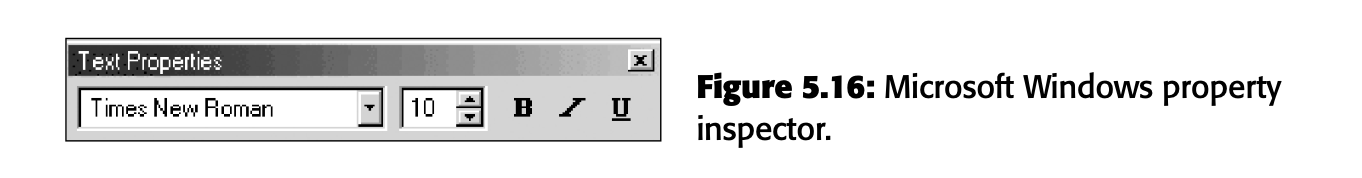 Text Properties
Times New Roman 10 B I U
Figure 5.16: Microsoft Windows property
inspector.